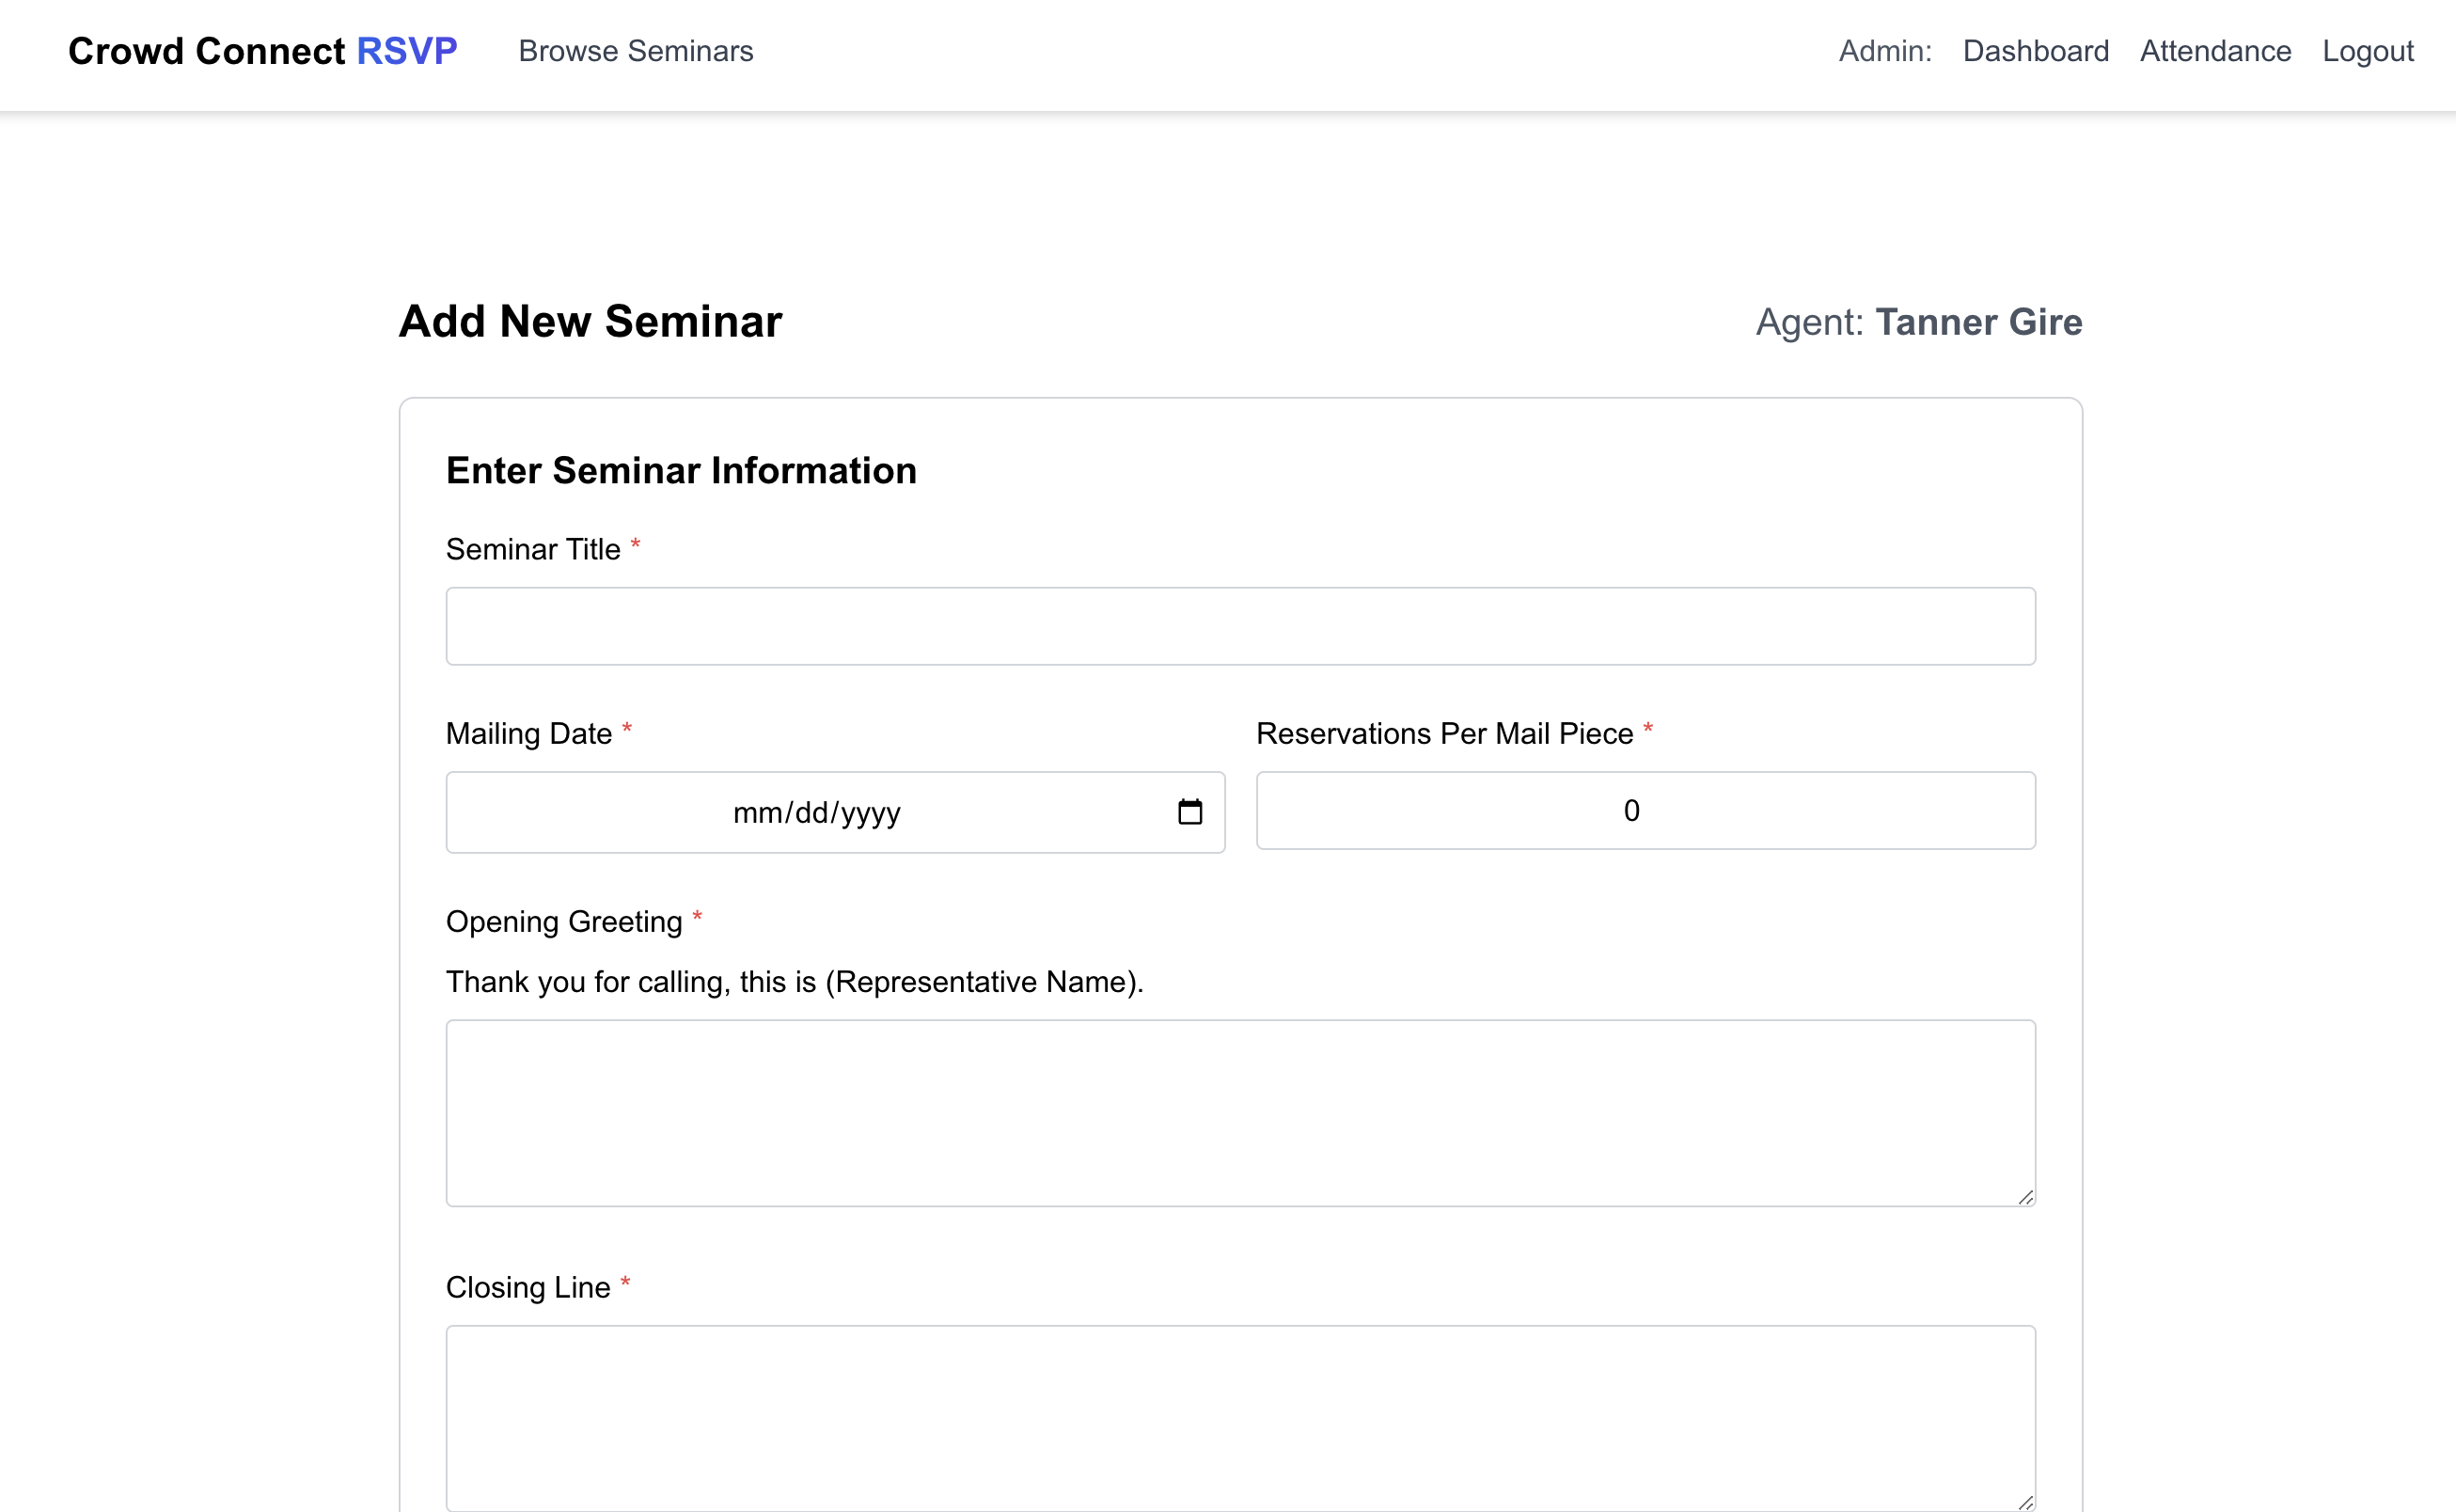 Crowd Connect RSVP Browse Seminars Admin: Dashboard Attendance Logout
Add New Seminar Agent: Tanner Gire
Enter Seminar Information
Seminar Title *
Mailing Date * Reservations Per Mail Piece *
mm/dd/yyyy 0
Opening Greeting *
Thank you for calling, this is (Representative Name).
Closing Line *